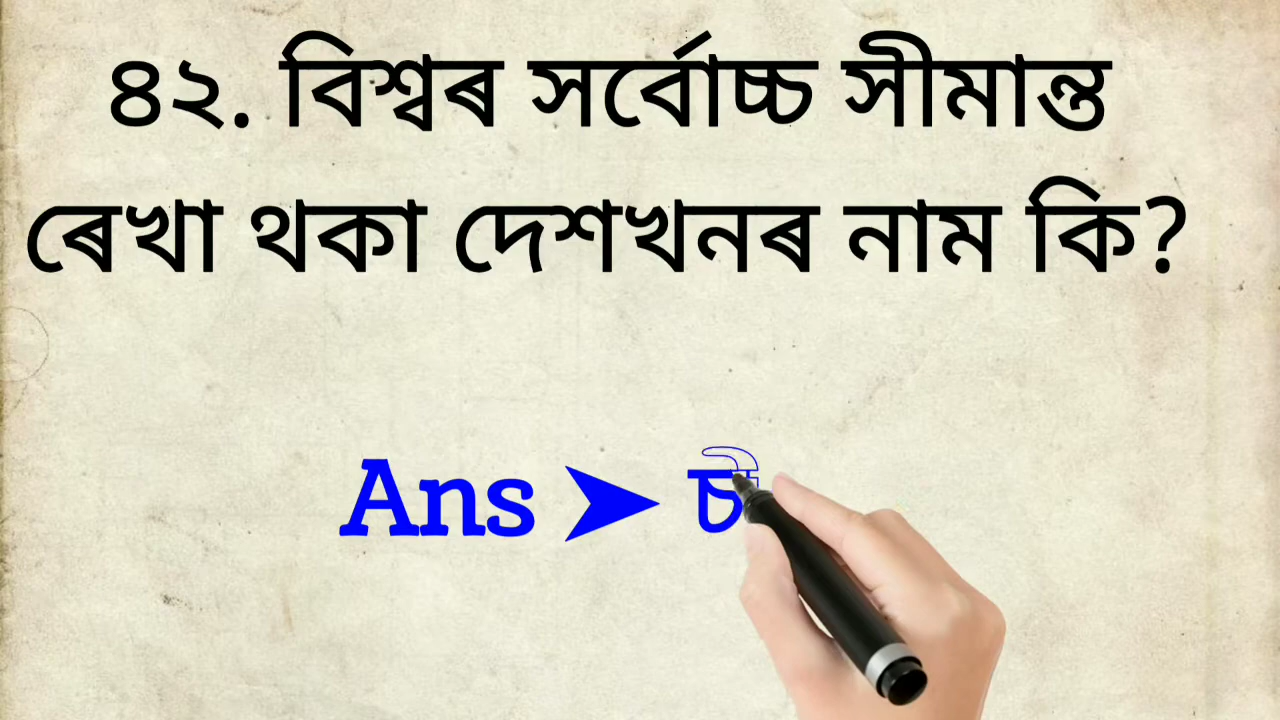 ৪২. বিশ্বৰ সৰ্বোচ্চ সীমান্ত
ৰেখা থকা দেশখনৰ নাম কি?
Ans ➤ চী